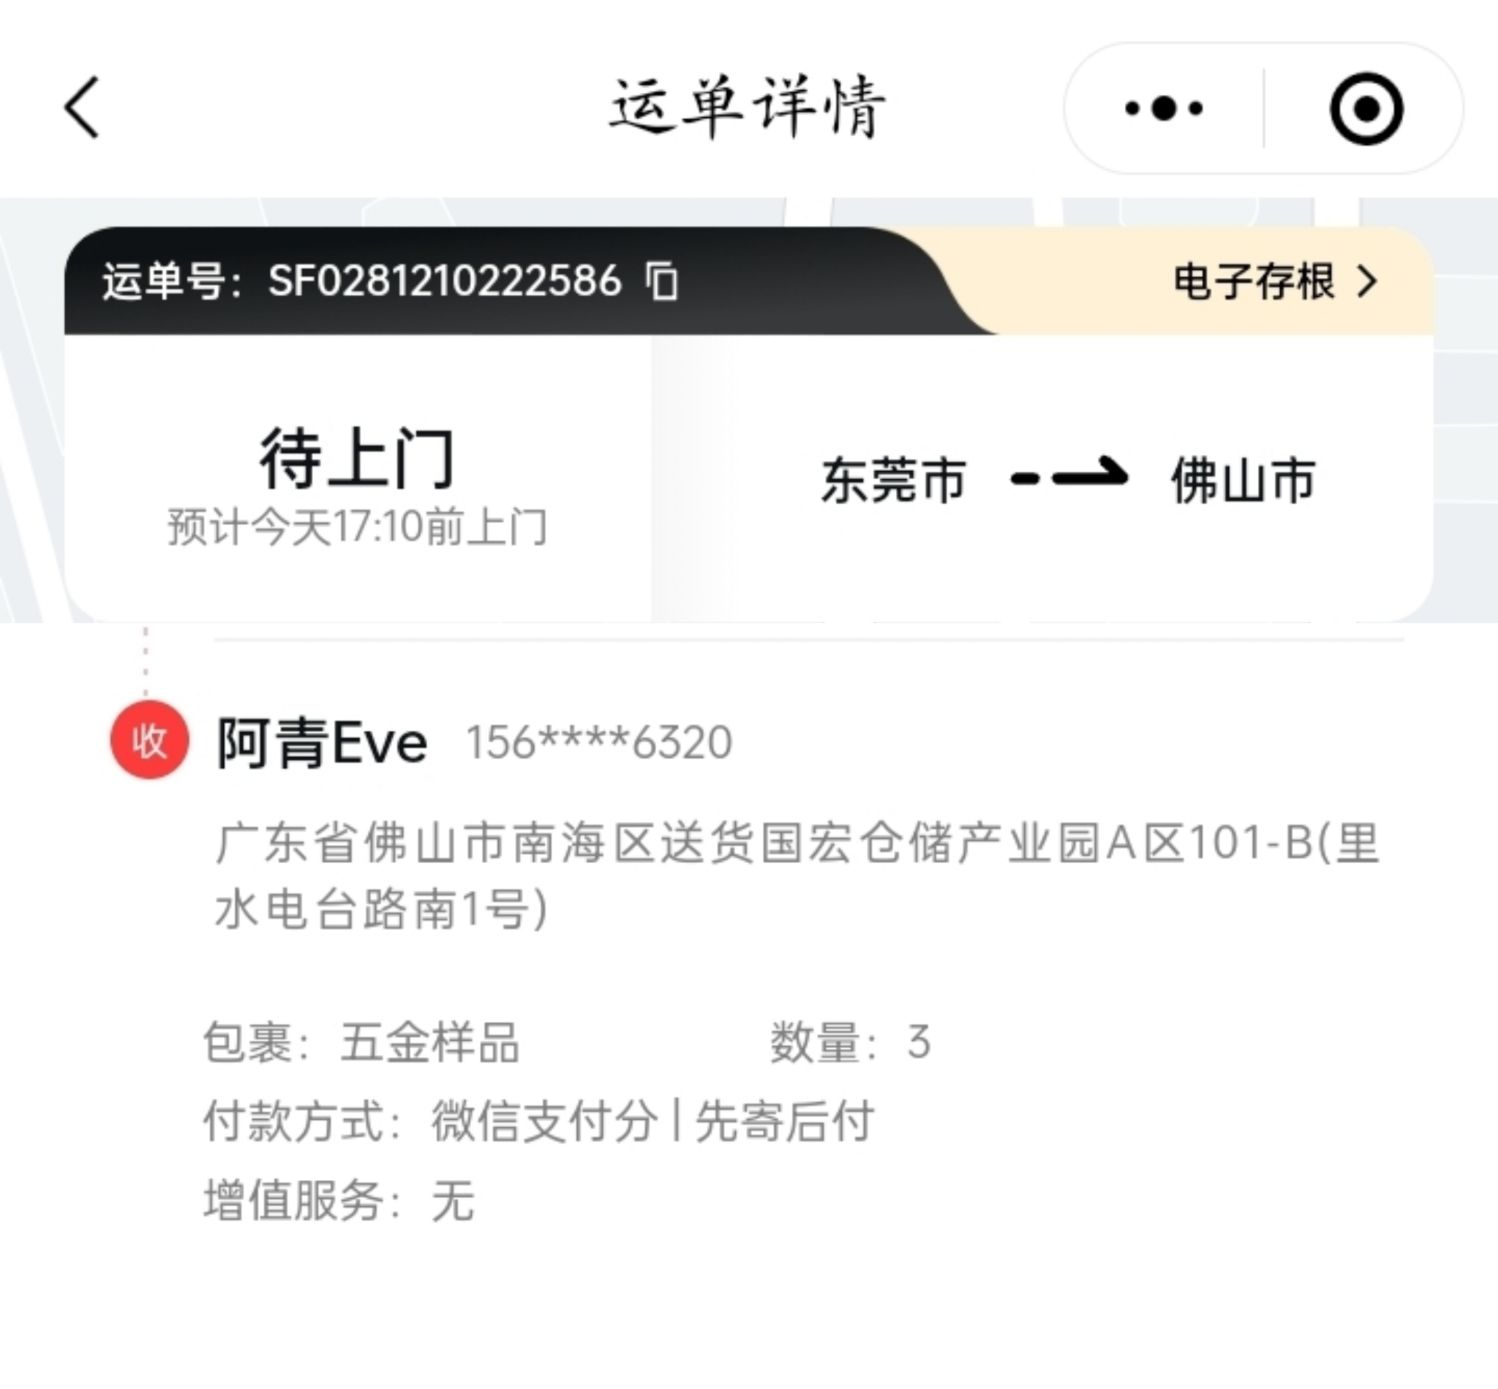 运单详情
运单号：SF0281210222586
电子存根
待上门
预计今天17:10前上门
东莞市
佛山市
收 阿青Eve 156****6320
广东省佛山市南海区送货国宏仓储产业园A区101-B(里
水电台路南1号)
包裹：五金样品 数量：3
付款方式：微信支付分|先寄后付
增值服务：无